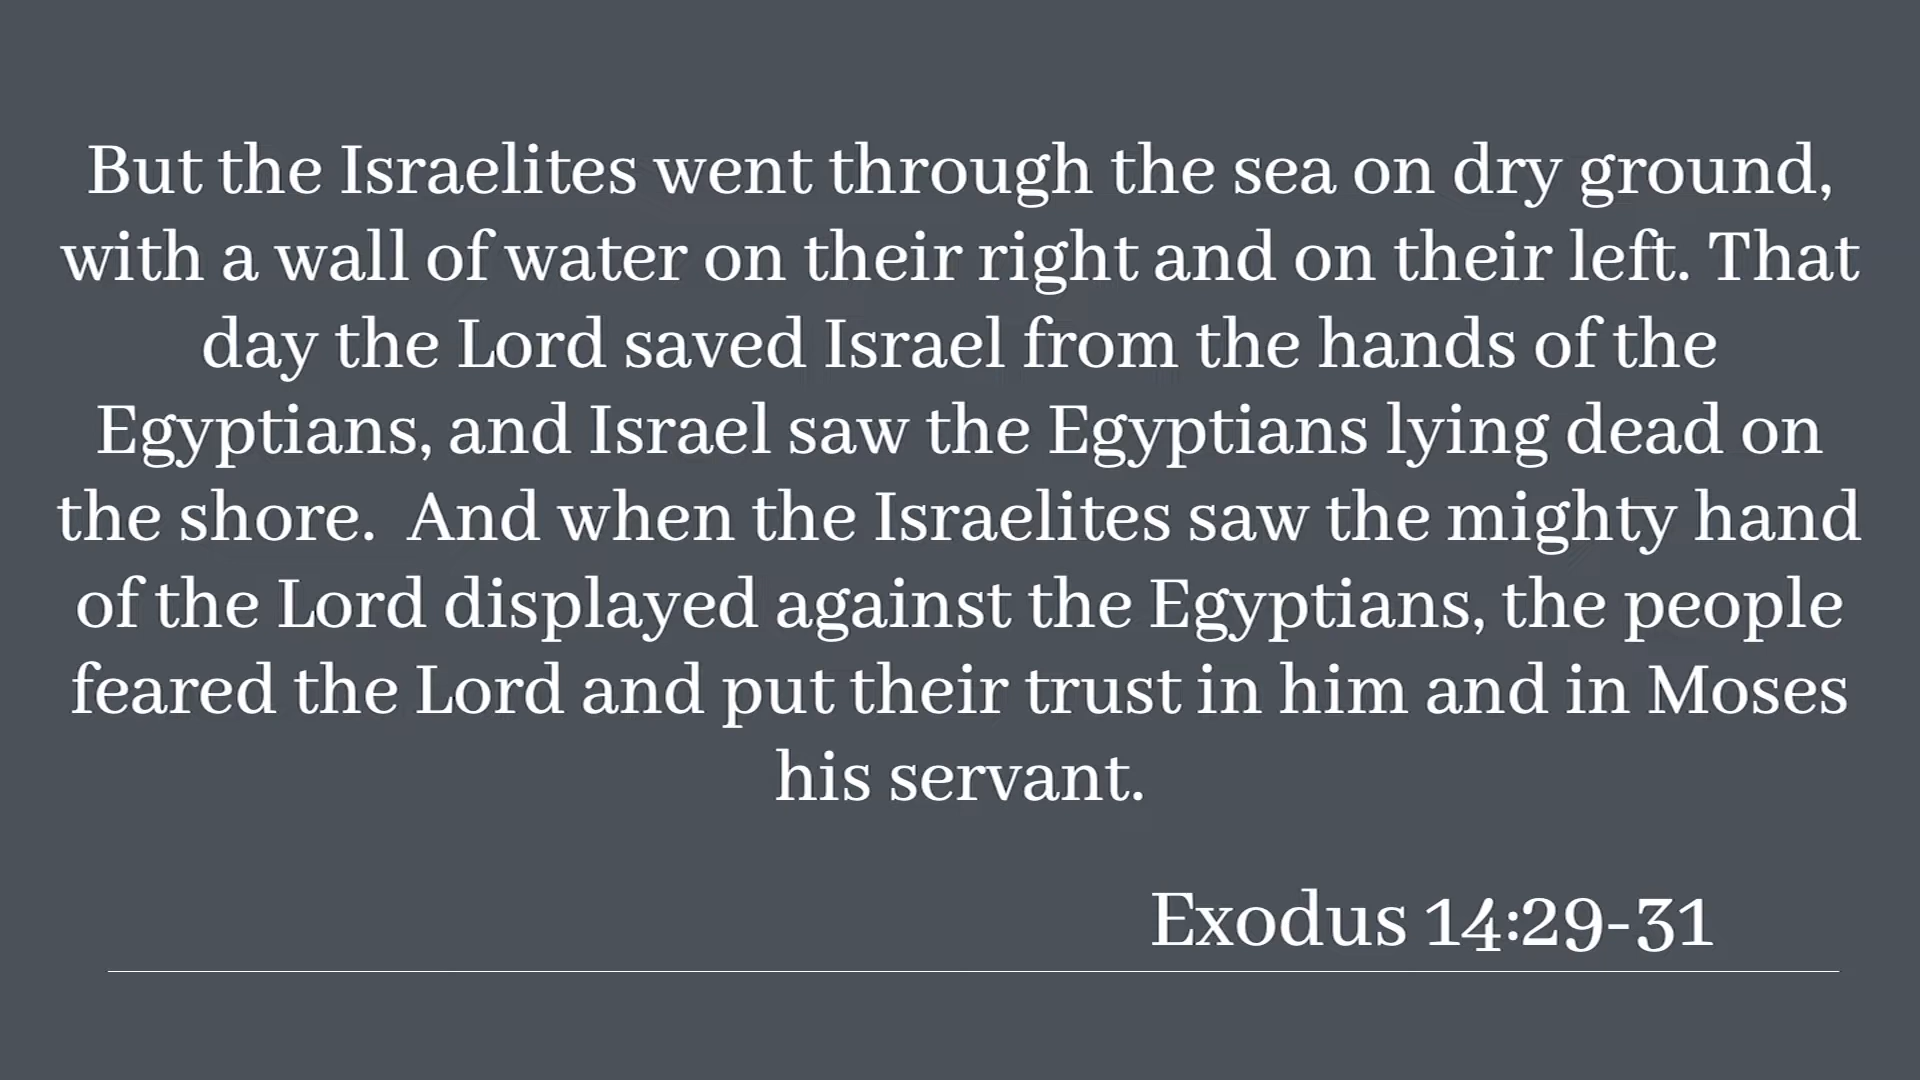 But the Israelites went through the sea on dry ground,
with a wall of water on their right and on their left. That
day the Lord saved Israel from the hands of the
Egyptians, and Israel saw the Egyptians lying dead on
the shore.  And when the Israelites saw the mighty hand
of the Lord displayed against the Egyptians, the people
feared the Lord and put their trust in him and in Moses
his servant.
Exodus 14:29-31